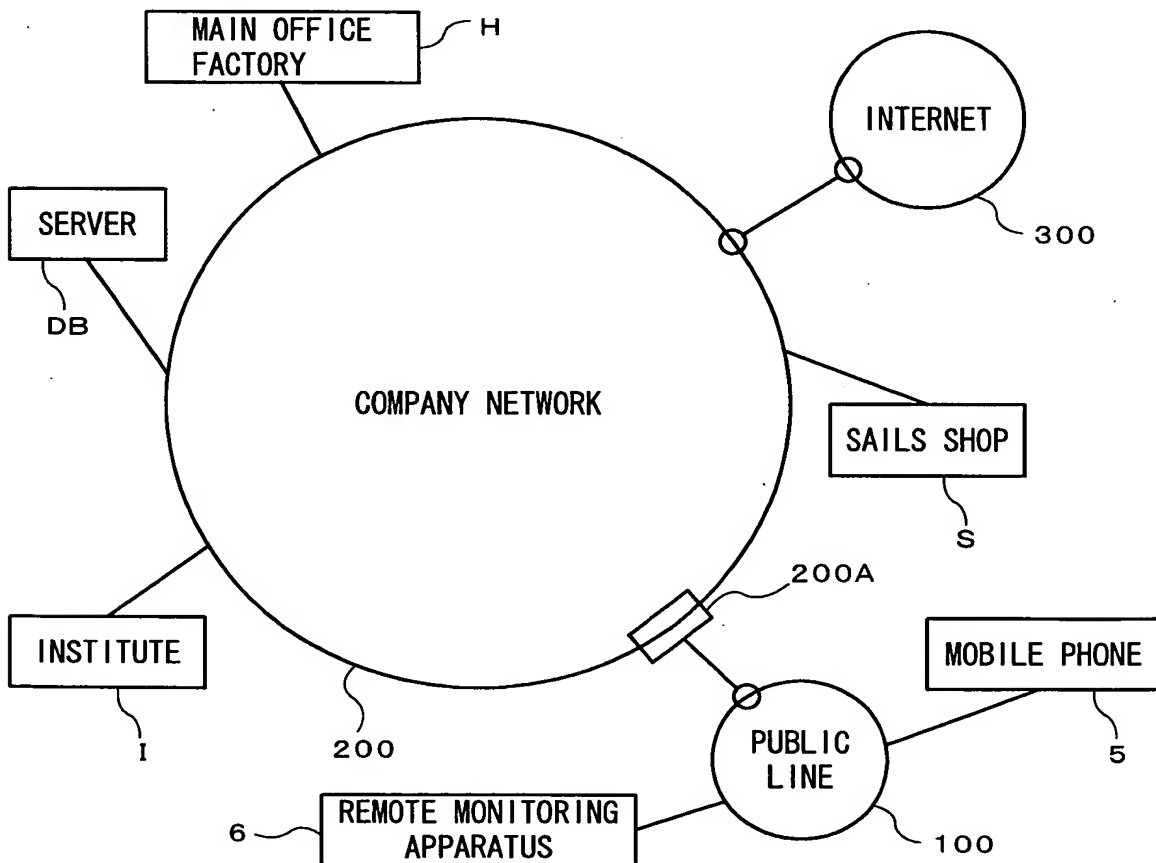 MAIN OFFICE
FACTORY
H
INTERNET
300
SERVER
DB
COMPANY NETWORK
SAILS SHOP
S
200A
INSTITUTE
I
200
MOBILE PHONE
5
PUBLIC
LINE
100
6
REMOTE MONITORING
APPARATUS